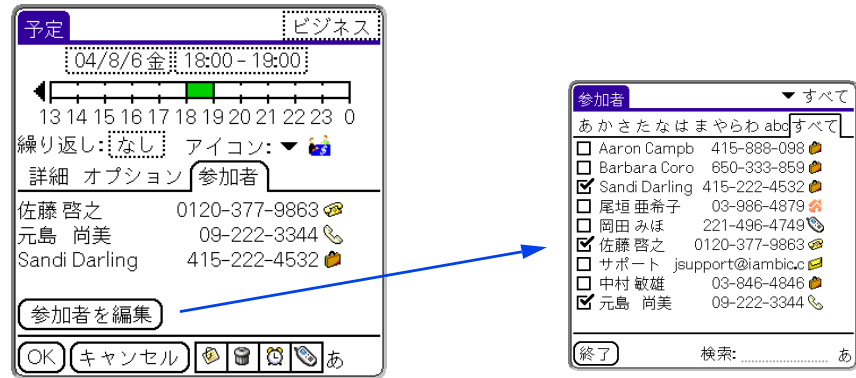 予定 ビジネス
04/8/6 金 18:00 - 19:00
13 14 15 16 17 18 19 20 21 22 23 0
繰り返し: なし アイコン:
詳細 オプション 参加者
佐藤 啓之 0120-377-9863
元島 尚美 09-222-3344
Sandi Darling 415-222-4532
参加者を編集
OK キャンセル あ
参加者 すべて
あ か さ た な は ま や ら わ abc すべて
Aaron Campb 415-888-098
Barbara Coro 650-333-859
Sandi Darling 415-222-4532
尾垣 亜希子 03-986-4879
岡田 みほ 221-496-4749
佐藤 啓之 0120-377-9863
サポート jsupport@iambic.c
中村 敏雄 03-846-4846
元島 尚美 09-222-3344
終了 検索: あ